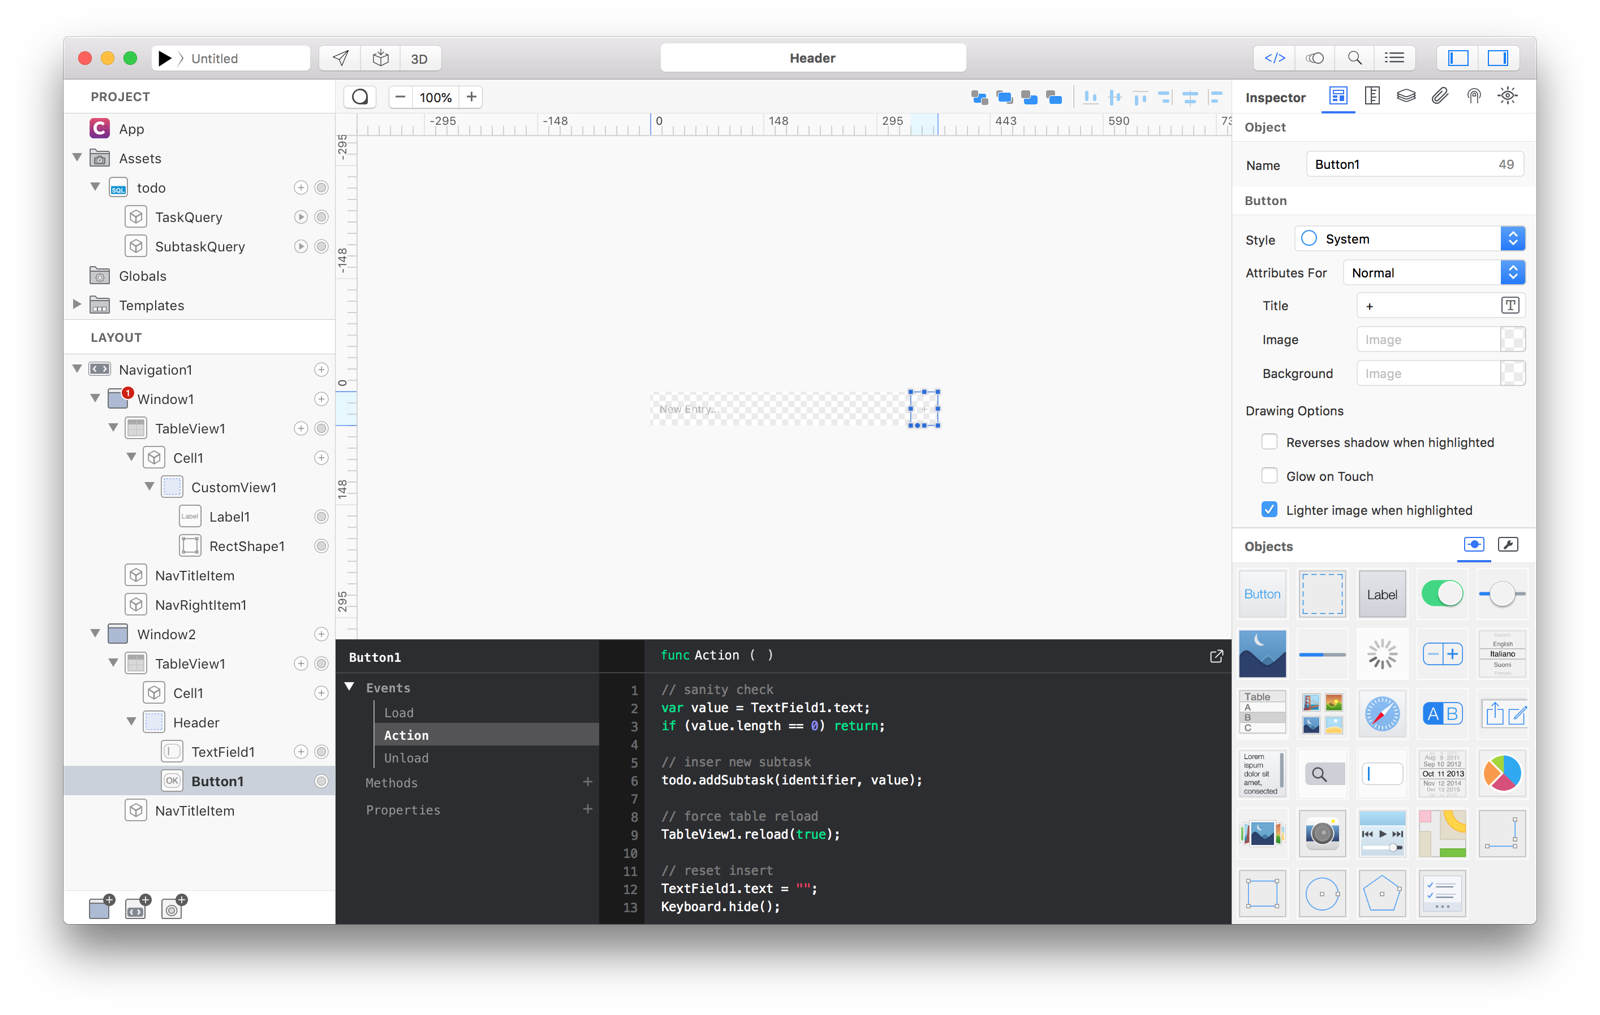 Untitled
3D
Header
PROJECT
App
Assets
SQL
todo
TaskQuery
SubtaskQuery
Globals
Templates
LAYOUT
Navigation1
1
Window1
TableView1
Cell1
CustomView1
Label
Label1
RectShape1
NavTitleItem
NavRightItem1
Window2
TableView1
Cell1
Header
TextField1
OK
Button1
NavTitleItem
100%
-295
-148
0
148
295
443
590
-295
-148
0
148
295
New Entry...
Button1
Events
Load
Action
Unload
Methods
Properties
func Action ( )
1 // sanity check
2 var value = TextField1.text;
3 if (value.length == 0) return;
4
5 // inser new subtask
6 todo.addSubtask(identifier, value);
7
8 // force table reload
9 TableView1.reload(true);
10
11 // reset insert
12 TextField1.text = "";
13 Keyboard.hide();
Inspector
Object
Name Button1 49
Button
Style System
Attributes For Normal
Title +
Image Image
Background Image
Drawing Options
Reverses shadow when highlighted
Glow on Touch
Lighter image when highlighted
Objects
Button
Label
English
Italiano
Suomi
Table
A
B
C
A B
Lorem
ipsum
dolor sit
amet,
consected
Sep 10 2012
Oct 11 2013
Nov 12 2014